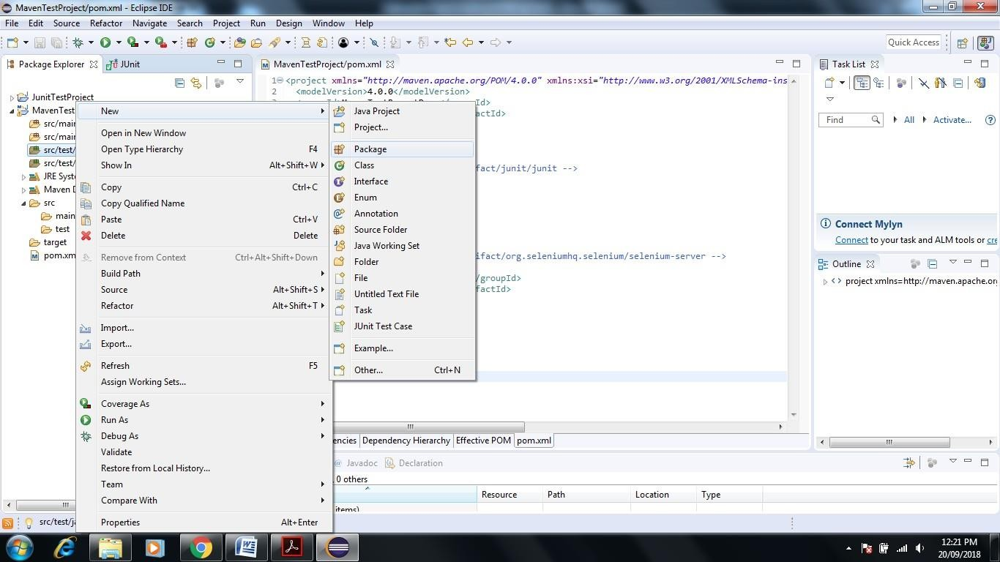 MavenTestProject/pom.xml - Eclipse IDE
File Edit Source Refactor Navigate Search Project Run Design Window Help
Quick Access
Package Explorer
JUnit
JunitTestProject
MavenTest
src/main
src/main
src/test/
src/test/
JRE Syst
Maven D
src
main
test
target
pom.xm
New
Open in New Window
Open Type Hierarchy F4
Show In Alt+Shift+W
Copy Ctrl+C
Copy Qualified Name
Paste Ctrl+V
Delete Delete
Remove from Context Ctrl+Alt+Shift+Down
Build Path
Source Alt+Shift+S
Refactor Alt+Shift+T
Import...
Export...
Refresh F5
Assign Working Sets...
Coverage As
Run As
Debug As
Validate
Restore from Local History...
Team
Compare With
Properties Alt+Enter
Java Project
Project...
Package
Class
Interface
Enum
Annotation
Source Folder
Java Working Set
Folder
File
Untitled Text File
Task
JUnit Test Case
Example...
Other... Ctrl+N
MavenTestProject/pom.xml
1 <project xmlns="http://maven.apache.org/POM/4.0.0" xmlns:xsi="http://www.w3.org/2001/XMLSchema-ins
2 <modelVersion>4.0.0</modelVersion>
Id>
actId>
fact/junit/junit -->
ifact/org.seleniumhq.selenium/selenium-server -->
/groupId>
factId>
encies Dependency Hierarchy Effective POM pom.xml
@ Javadoc Declaration
0 others
Resource Path Location Type
items)
Task List
Find All Activate...
Connect Mylyn
Connect to your task and ALM tools or cre
Outline
project xmlns=http://maven.apache.or
src/test/ja
12:21 PM
20/09/2018